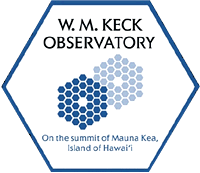 W. M. KECK
OBSERVATORY
On the summit of Mauna Kea,
Island of Hawai‘i